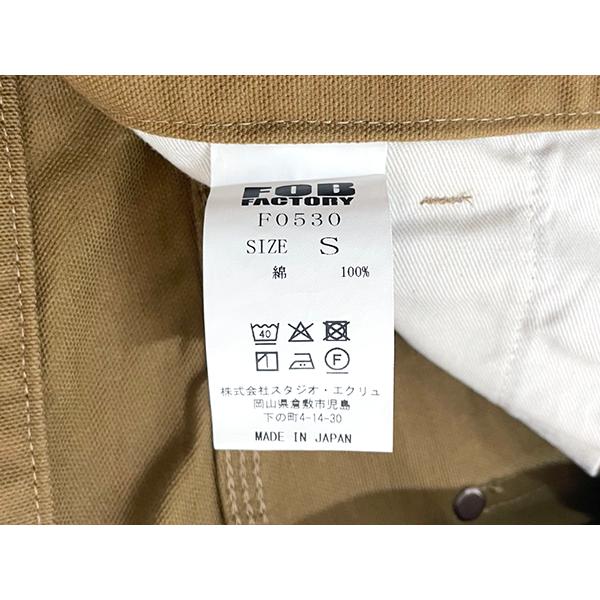 FOB
FACTORY
F0530
SIZE S
綿 100%
40
F
株式会社スタジオ・エクリュ
岡山県倉敷市児島
下の町4-14-30
MADE IN JAPAN